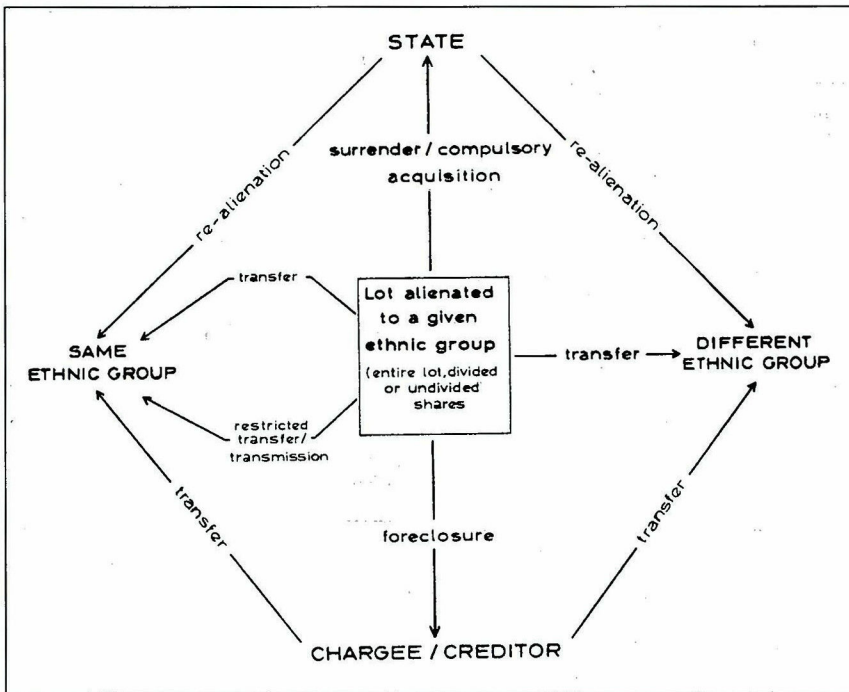 STATE
surrender / compulsory
acquisition
re-alienation
re-alienation
transfer
Lot alienated
to a given
ethnic group
(entire lot, divided
or undivided
shares
SAME
ETHNIC GROUP
transfer
DIFFERENT
ETHNIC GROUP
restricted
transfer/
transmission
transfer
foreclosure
transfer
CHARGEE / CREDITOR